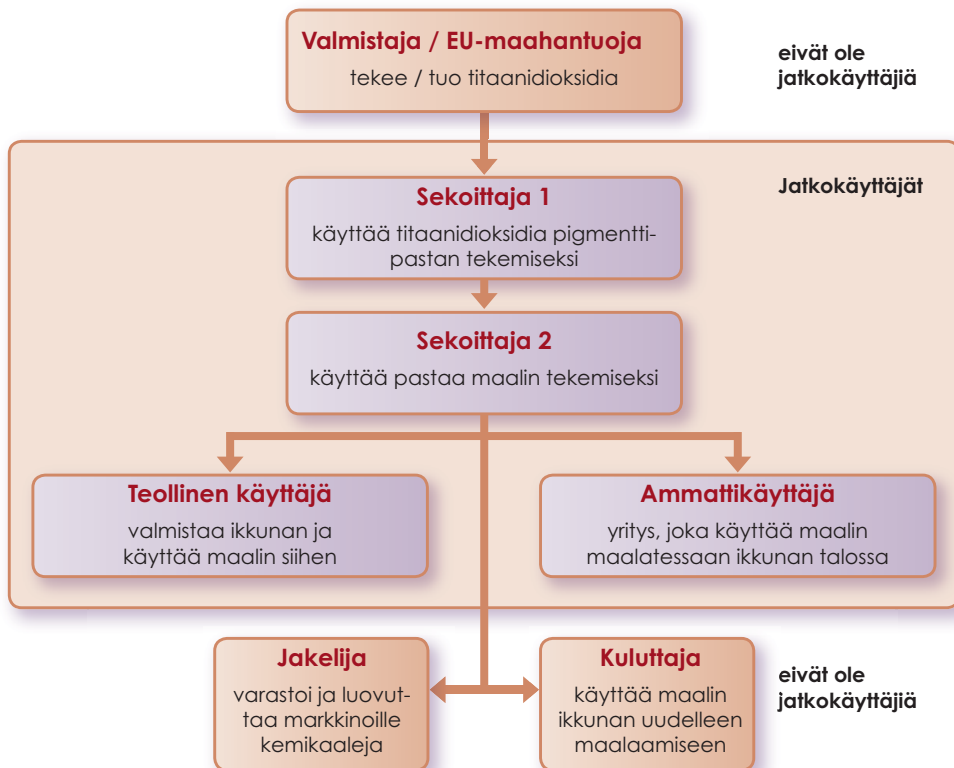 Valmistaja / EU-maahantuoja
tekee / tuo titaanidioksidia
eivät ole
jatkokäyttäjiä
Jatkokäyttäjät
Sekoittaja 1
käyttää titaanidioksidia pigmentti-
pastan tekemiseksi
Sekoittaja 2
käyttää pastaa maalin tekemiseksi
Teollinen käyttäjä
valmistaa ikkunan ja
käyttää maalin siihen
Ammattikäyttäjä
yritys, joka käyttää maalin
maalatessaan ikkunan talossa
Jakelija
varastoi ja luovut-
taa markkinoille
kemikaaleja
Kuluttaja
käyttää maalin
ikkunan uudelleen
maalaamiseen
eivät ole
jatkokäyttäjiä